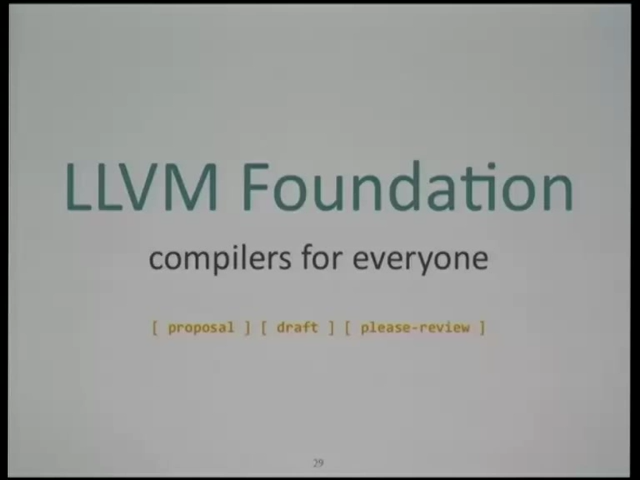 LLVM Foundation
compilers for everyone
[ proposal ] [ draft ] [ please-review ]
29